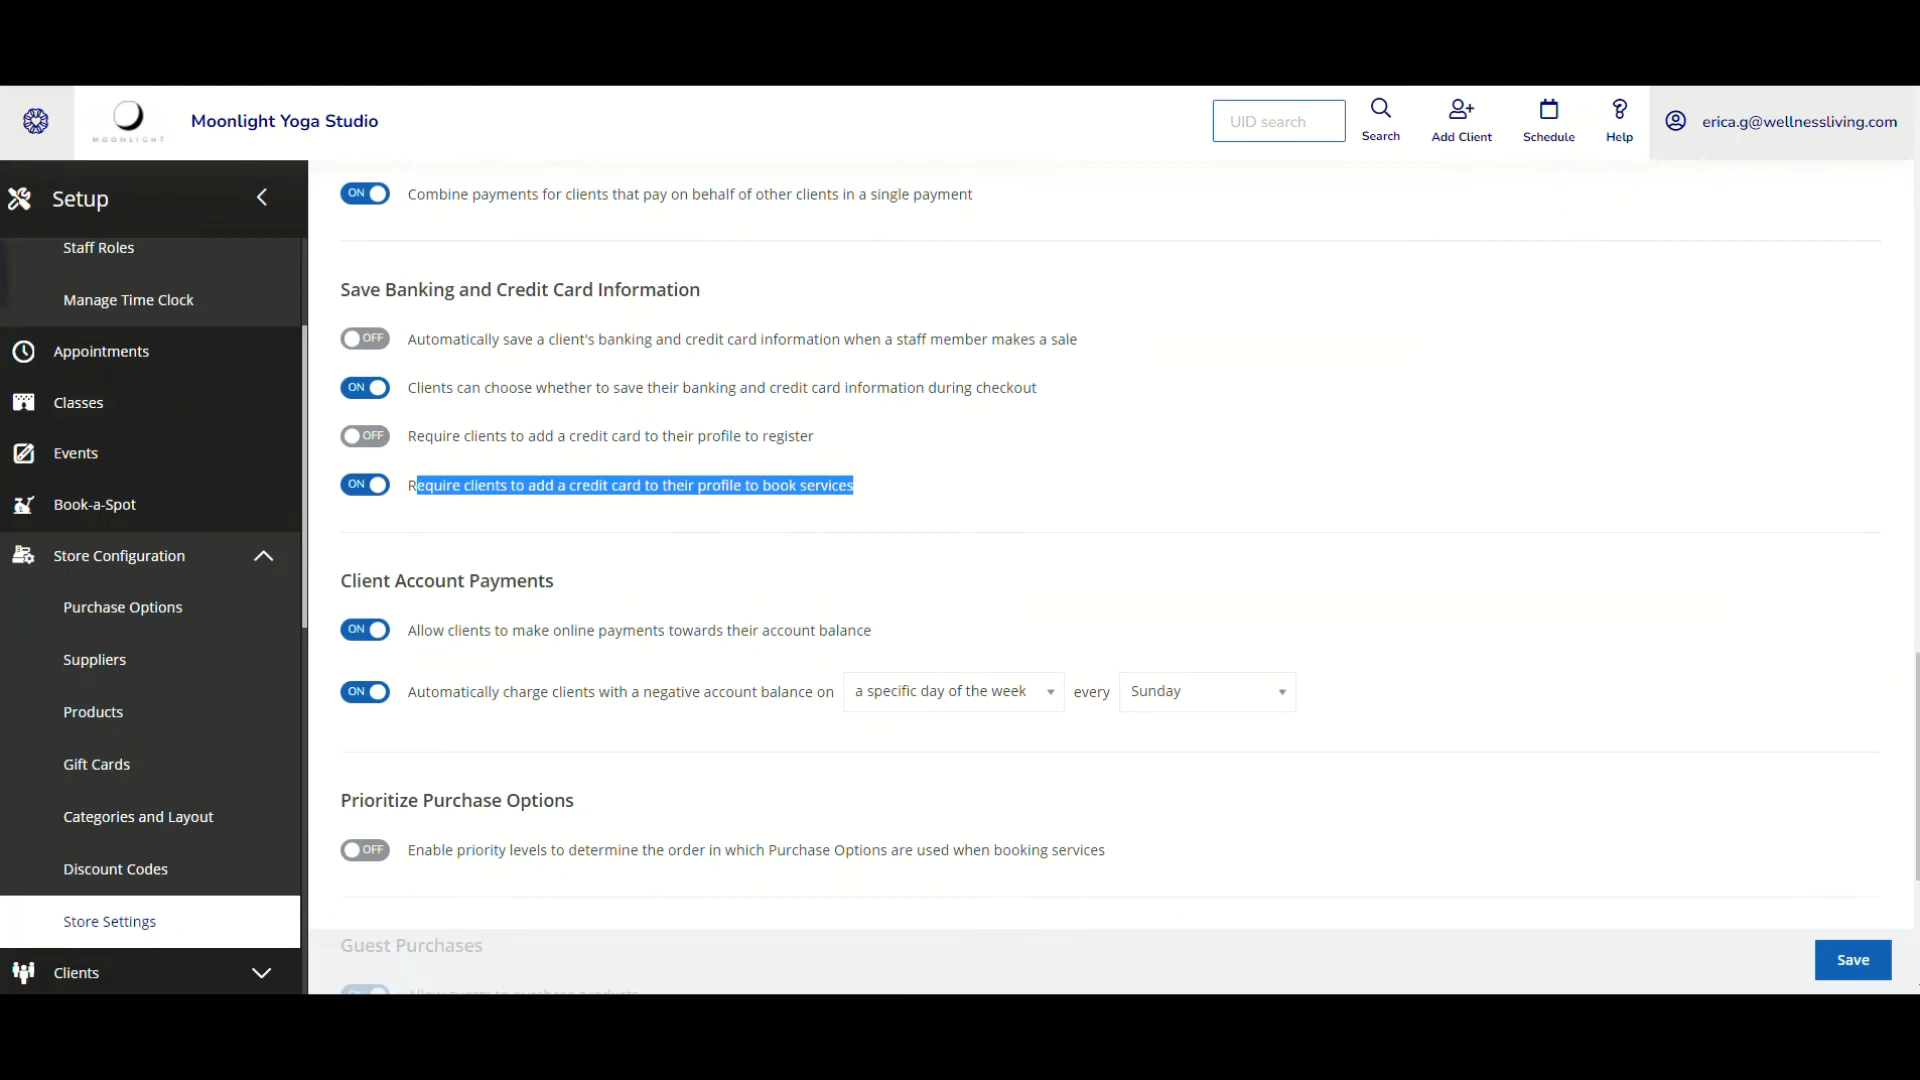 MOONLIGHT
Moonlight Yoga Studio
UID search
Search
Add Client
Schedule
Help
erica.g@wellnessliving.com
Setup
Staff Roles
Manage Time Clock
Appointments
Classes
Events
Book-a-Spot
Store Configuration
Purchase Options
Suppliers
Products
Gift Cards
Categories and Layout
Discount Codes
Store Settings
Clients
ON Combine payments for clients that pay on behalf of other clients in a single payment
Save Banking and Credit Card Information
OFF Automatically save a client's banking and credit card information when a staff member makes a sale
ON Clients can choose whether to save their banking and credit card information during checkout
OFF Require clients to add a credit card to their profile to register
ON Require clients to add a credit card to their profile to book services
Client Account Payments
ON Allow clients to make online payments towards their account balance
ON Automatically charge clients with a negative account balance on a specific day of the week every Sunday
Prioritize Purchase Options
OFF Enable priority levels to determine the order in which Purchase Options are used when booking services
Guest Purchases
ON Allow guests to purchase products
Save